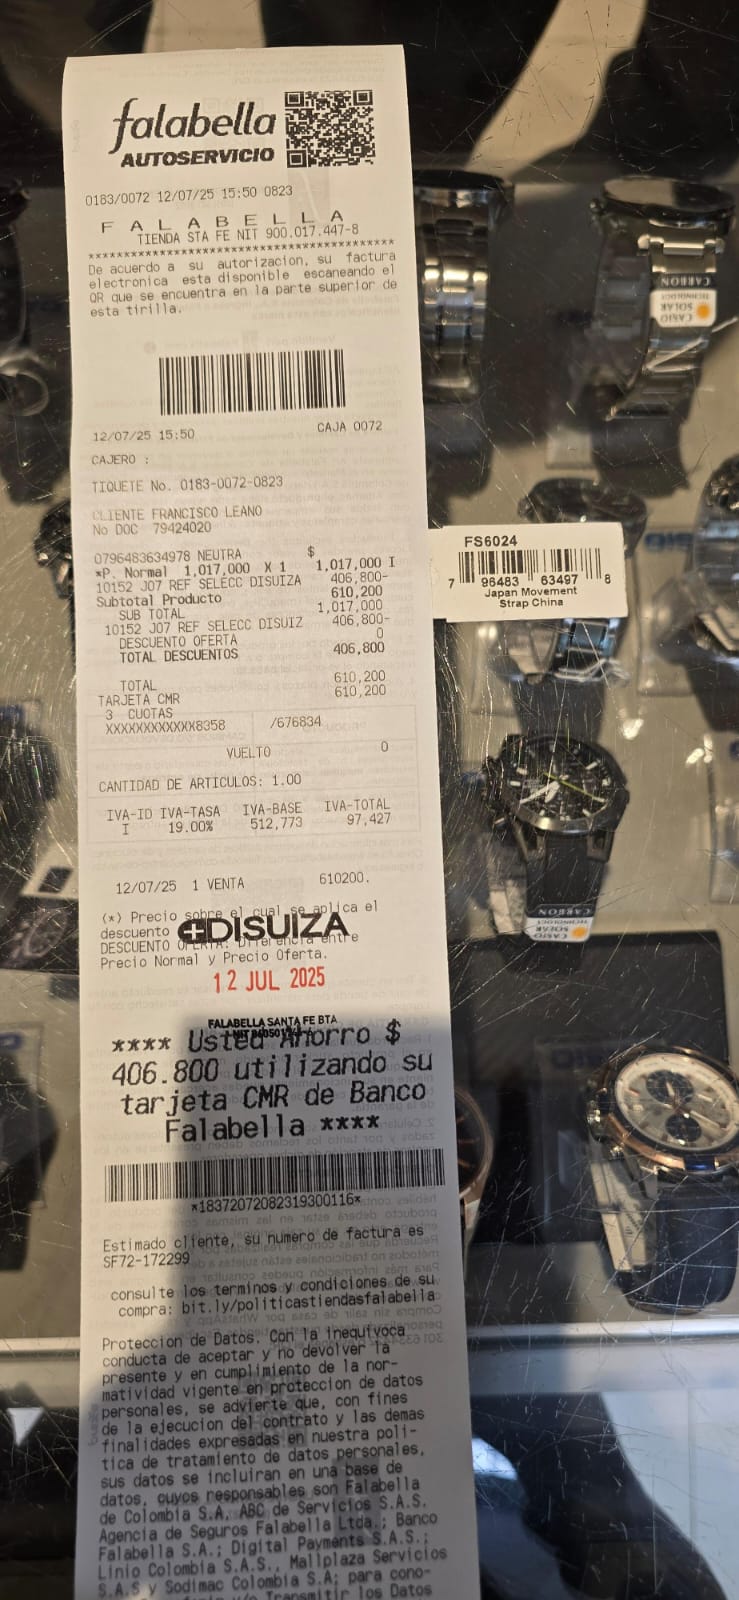 falabella
AUTOSERVICIO
0183/0072 12/07/25 15:50 0823
F A L A B E L L A
TIENDA STA FE NIT 900.017.447-8
****************************************
De acuerdo a su autorizacion, su factura
electronica esta disponible escaneando el
QR que se encuentra en la parte superior de
esta tirilla.
12/07/25 15:50 CAJA 0072
CAJERO :
TIQUETE No. 0183-0072-0823
CLIENTE FRANCISCO LEANO
No DOC 79424020
0796483634978 NEUTRA $
*P. Normal 1,017,000 X 1 1,017,000 I
10152 J07 REF SELECC DISUIZA 406,800-
Subtotal Producto 610,200
SUB TOTAL 1,017,000
10152 J07 REF SELECC DISUIZ 406,800-
DESCUENTO OFERTA 0
TOTAL DESCUENTOS 406,800
TOTAL 610,200
TARJETA CMR 610,200
3 CUOTAS
XXXXXXXXXXXX8358 /676834
VUELTO 0
CANTIDAD DE ARTICULOS: 1.00
IVA-ID IVA-TASA IVA-BASE IVA-TOTAL
I 19.00% 512,773 97,427
12/07/25 1 VENTA 610200.
(*) Precio sobre el cual se aplica el
descuento
DISUIZA
DESCUENTO OFERTA: Diferencia entre
Precio Normal y Precio Oferta.
12 JUL 2025
FALABELLA SANTA FE BTA
**** Usted Ahorro $
406.800 utilizando su
tarjeta CMR de Banco
Falabella ****
*18372072082319300116*
Estimado cliente, su numero de factura es
SF72-172299
consulte los terminos y condiciones de su
compra: bit.ly/politicastiendasfalabella
Proteccion de Datos. Con la inequivoca
conducta de aceptar y no devolver la
presente y en cumplimiento de la nor-
matividad vigente en proteccion de datos
personales, se advierte que, con fines
de la ejecucion del contrato y las demas
finalidades expresadas en nuestra poli-
tica de tratamiento de datos personales,
sus datos se incluiran en una base de
datos, cuyos responsables son Falabella
de Colombia S.A, ABC de Servicios S.A.S.
Agencia de Seguros Falabella Ltda.; Banco
Falabella S.A.; Digital Payments S.A.S.;
Linio Colombia S.A.S., Mallplaza Servicios
S.A.S y Sodimac Colombia S.A; para cono-
Transmitir los Datos
FS6024
7 96483 63497 8
Japan Movement
Strap China
CARBON
CASIO
SOLAR
TECHNOLOGY
CARBON
CASIO
SOLAR
TECHNOLOGY
CASIO